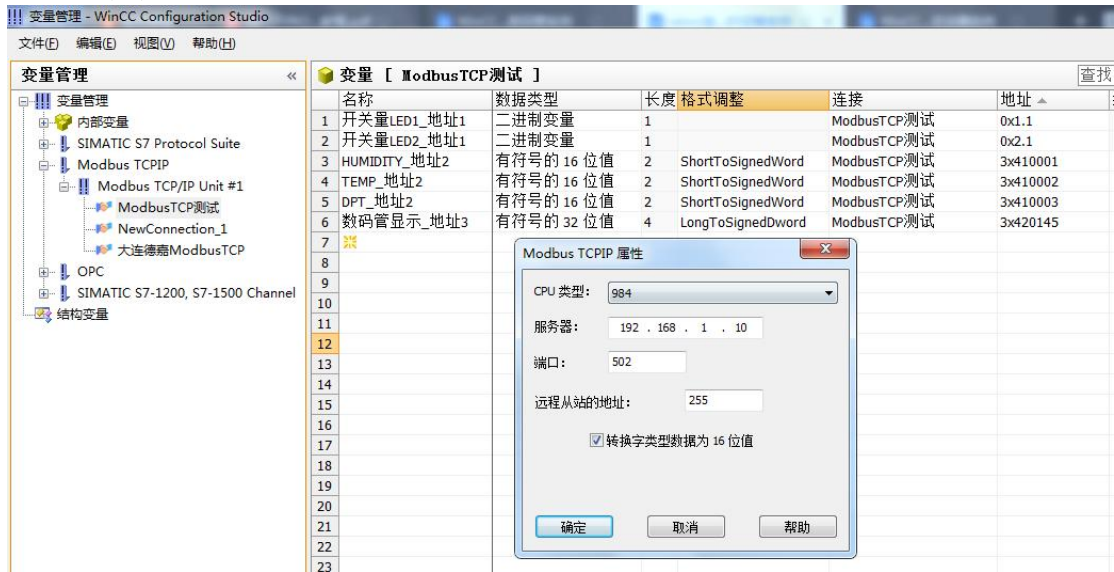 变量管理 - WinCC Configuration Studio
文件(F) 编辑(E) 视图(V) 帮助(H)
变量管理 «
变量管理
内部变量
SIMATIC S7 Protocol Suite
Modbus TCPIP
Modbus TCP/IP Unit #1
ModbusTCP测试
NewConnection_1
大连德嘉ModbusTCP
OPC
SIMATIC S7-1200, S7-1500 Channel
结构变量
变量 [ ModbusTCP测试 ] 查找
名称 数据类型 长度 格式调整 连接 地址
1 开关量LED1_地址1 二进制变量 1 ModbusTCP测试 0x1.1
2 开关量LED2_地址1 二进制变量 1 ModbusTCP测试 0x2.1
3 HUMIDITY_地址2 有符号的 16 位值 2 ShortToSignedWord ModbusTCP测试 3x410001
4 TEMP_地址2 有符号的 16 位值 2 ShortToSignedWord ModbusTCP测试 3x410002
5 DPT_地址2 有符号的 16 位值 2 ShortToSignedWord ModbusTCP测试 3x410003
6 数码管显示_地址3 有符号的 32 位值 4 LongToSignedDword ModbusTCP测试 3x420145
7
8
9
10
11
12
13
14
15
16
17
18
19
20
21
22
23
Modbus TCPIP 属性
CPU 类型: 984
服务器: 192 . 168 . 1 . 10
端口: 502
远程从站的地址: 255
转换字类型数据为 16 位值
确定 取消 帮助